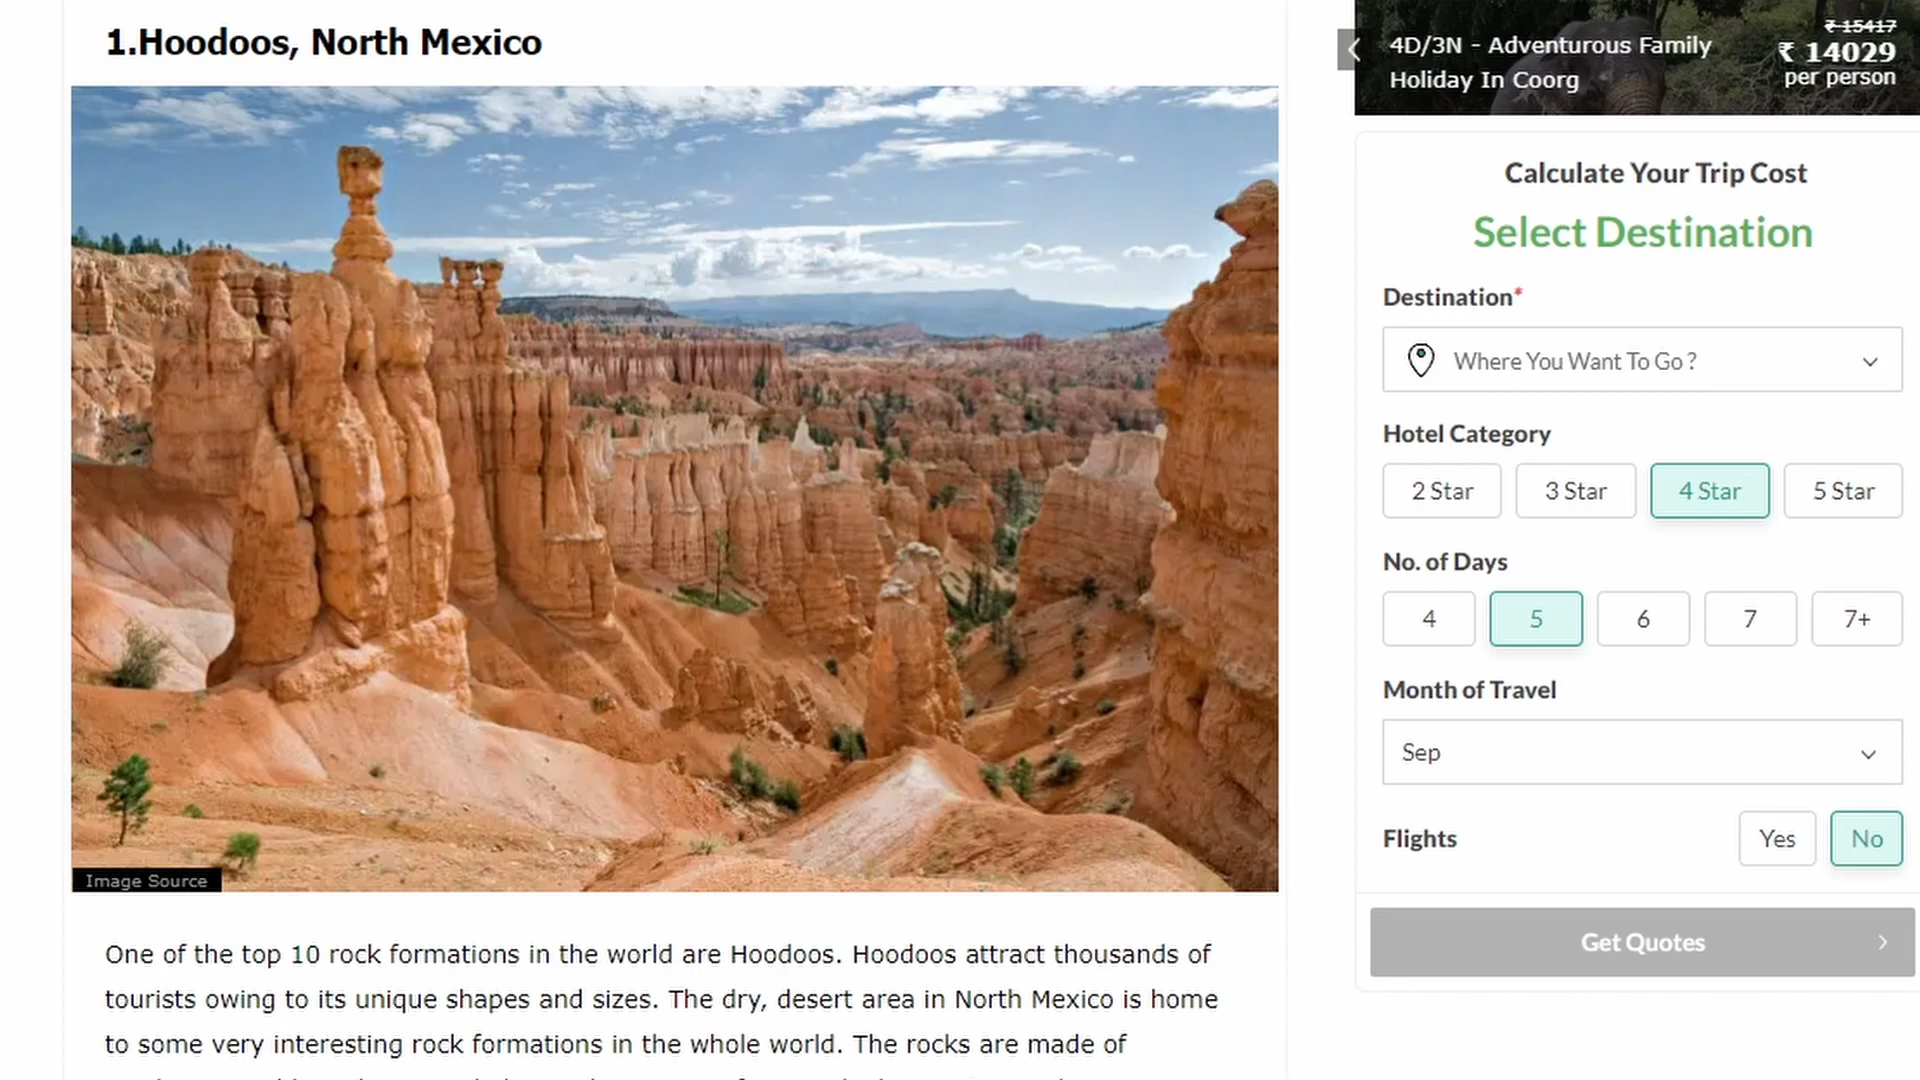 1.Hoodoos, North Mexico
Image Source
One of the top 10 rock formations in the world are Hoodoos. Hoodoos attract thousands of
tourists owing to its unique shapes and sizes. The dry, desert area in North Mexico is home
to some very interesting rock formations in the whole world. The rocks are made of
4D/3N - Adventurous Family
Holiday In Coorg
₹ 15417
₹ 14029
per person
Calculate Your Trip Cost
Select Destination
Destination*
Where You Want To Go ?
Hotel Category
2 Star 3 Star 4 Star 5 Star
No. of Days
4 5 6 7 7+
Month of Travel
Sep
Flights Yes No
Get Quotes